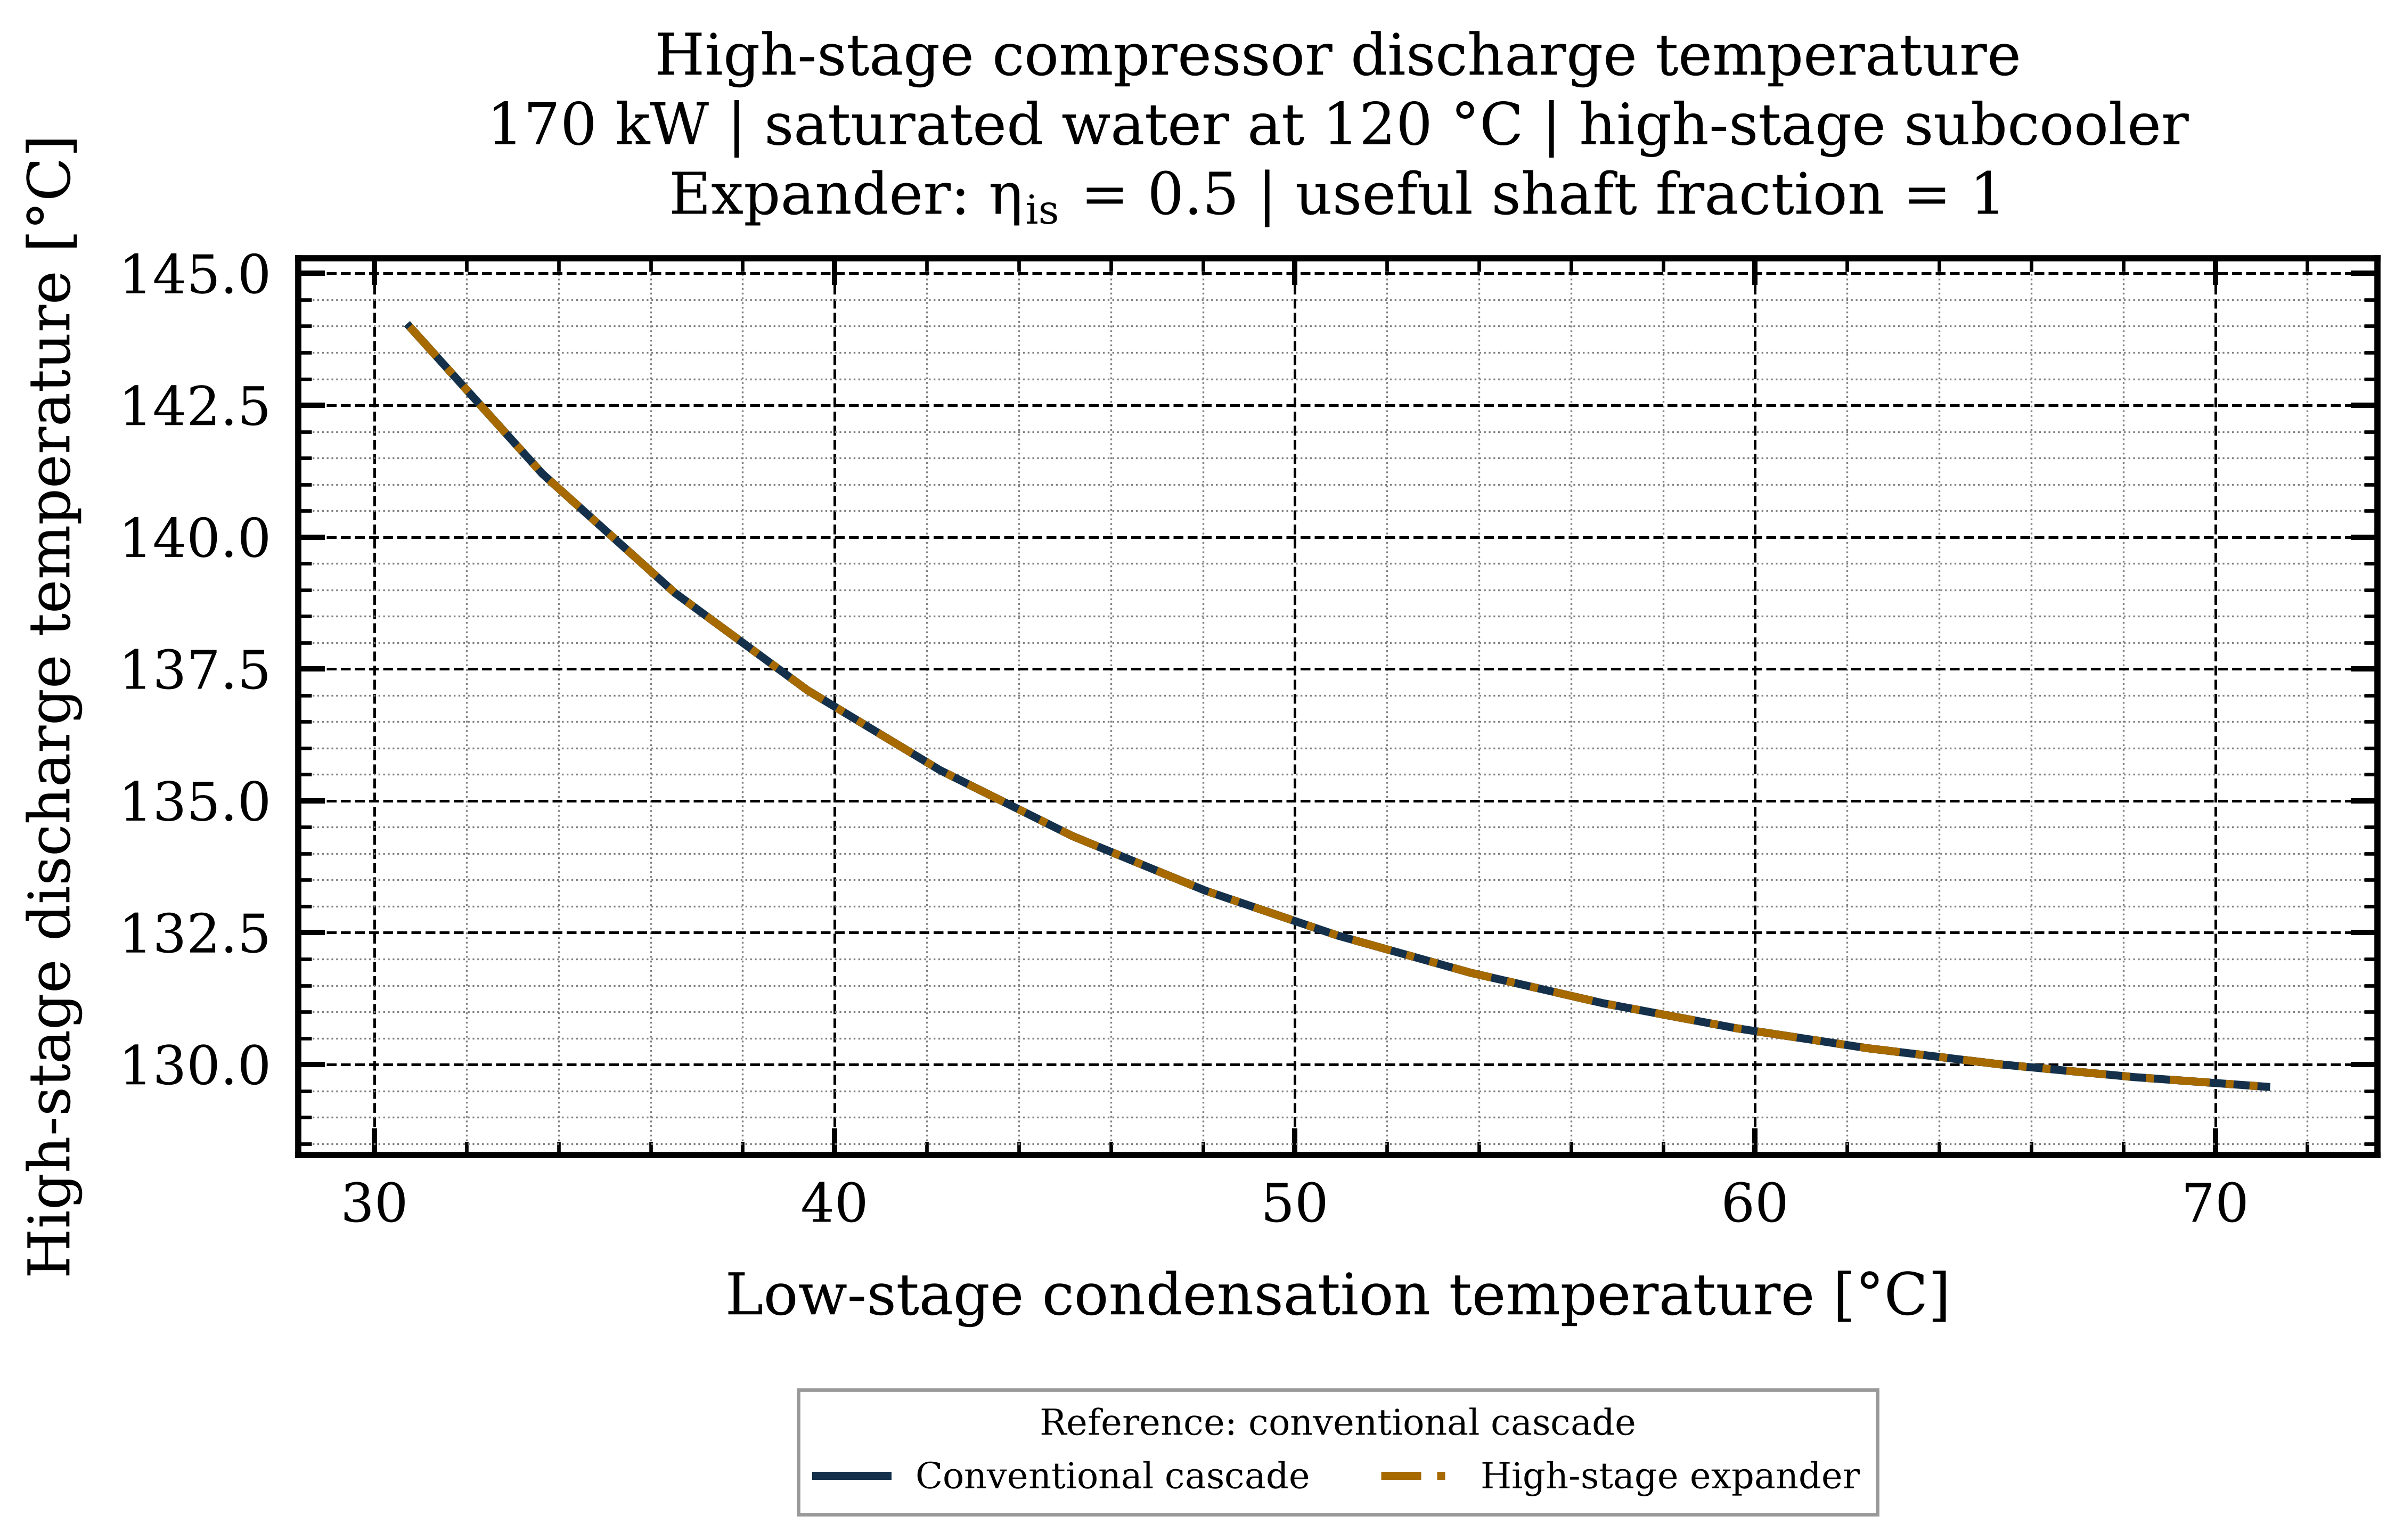 High-stage compressor discharge temperature
170 kW | saturated water at 120 °C | high-stage subcooler
Expander: ηis = 0.5 | useful shaft fraction = 1
High-stage discharge temperature [°C]
145.0
142.5
140.0
137.5
135.0
132.5
130.0
30 40 50 60 70
Low-stage condensation temperature [°C]
Reference: conventional cascade
Conventional cascade High-stage expander